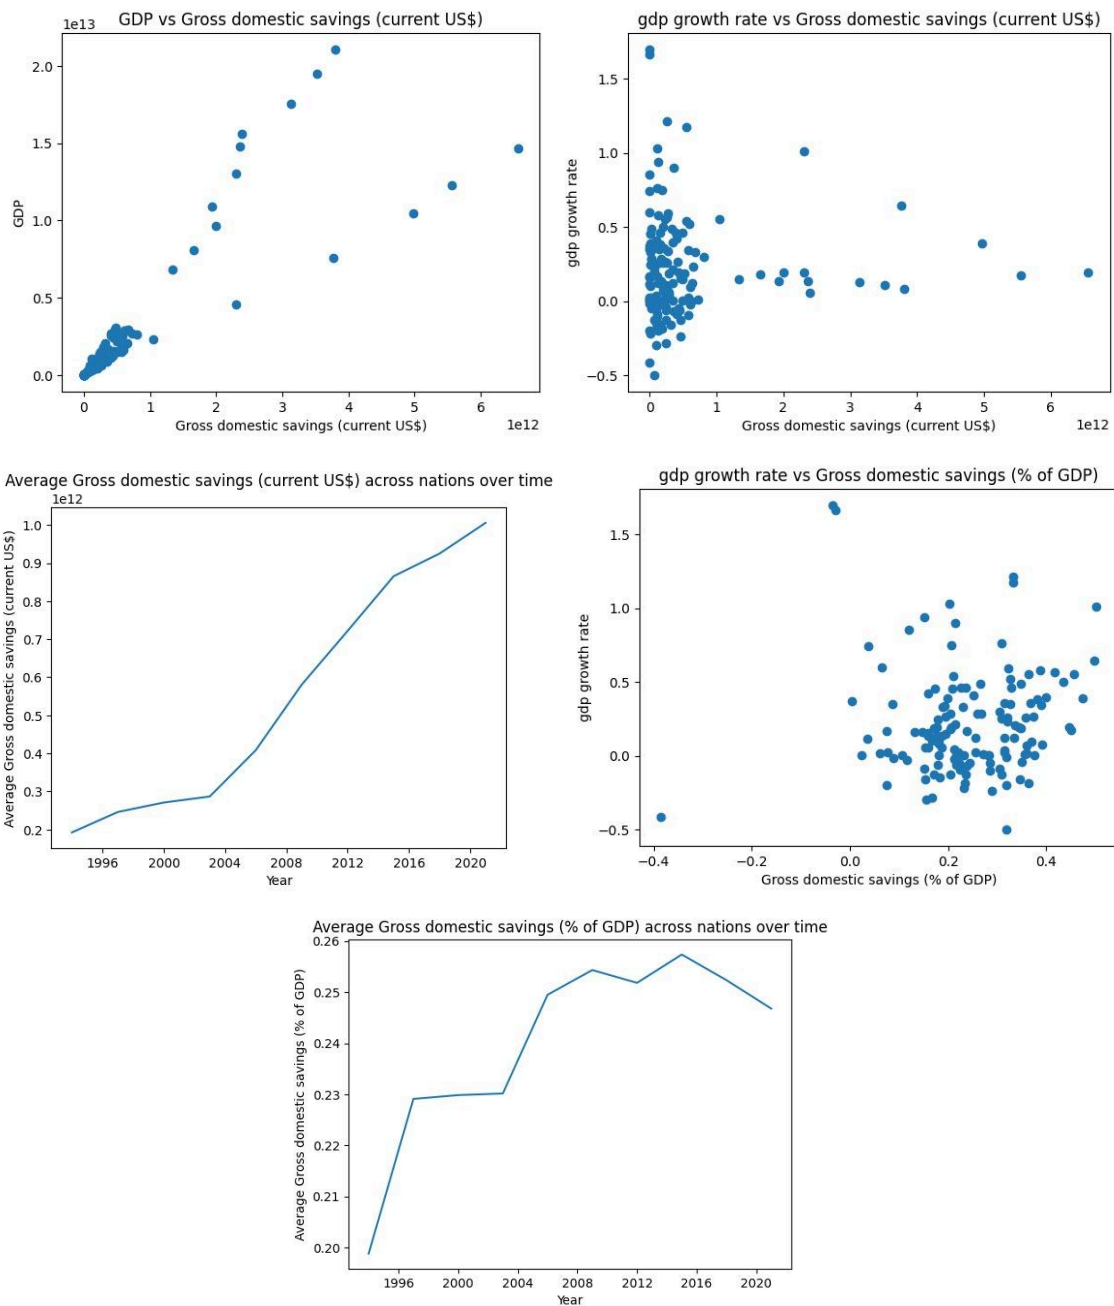 GDP vs Gross domestic savings (current US$)
1e13
2.0
1.5
1.0
0.5
0.0
GDP
0 1 2 3 4 5 6
Gross domestic savings (current US$)
1e12
gdp growth rate vs Gross domestic savings (current US$)
1.5
1.0
0.5
0.0
−0.5
gdp growth rate
0 1 2 3 4 5 6
Gross domestic savings (current US$)
1e12
Average Gross domestic savings (current US$) across nations over time
1e12
1.0
0.9
0.8
0.7
0.6
0.5
0.4
0.3
0.2
Average Gross domestic savings (current US$)
1996 2000 2004 2008 2012 2016 2020
Year
gdp growth rate vs Gross domestic savings (% of GDP)
1.5
1.0
0.5
0.0
−0.5
gdp growth rate
−0.4 −0.2 0.0 0.2 0.4
Gross domestic savings (% of GDP)
Average Gross domestic savings (% of GDP) across nations over time
0.26
0.25
0.24
0.23
0.22
0.21
0.20
Average Gross domestic savings (% of GDP)
1996 2000 2004 2008 2012 2016 2020
Year